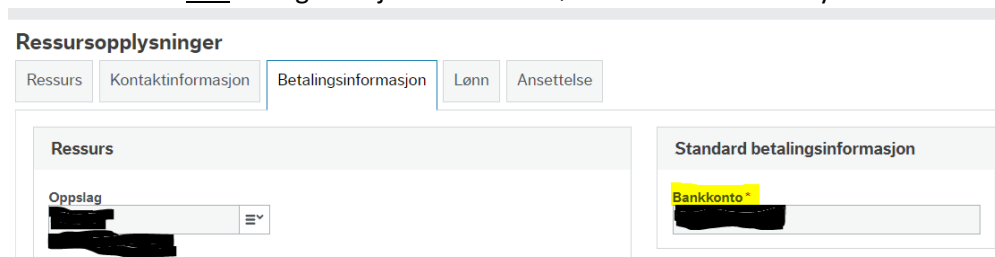 Ressursopplysninger
Ressurs Kontaktinformasjon Betalingsinformasjon Lønn Ansettelse
Ressurs
Standard betalingsinformasjon
Oppslag
Bankkonto*